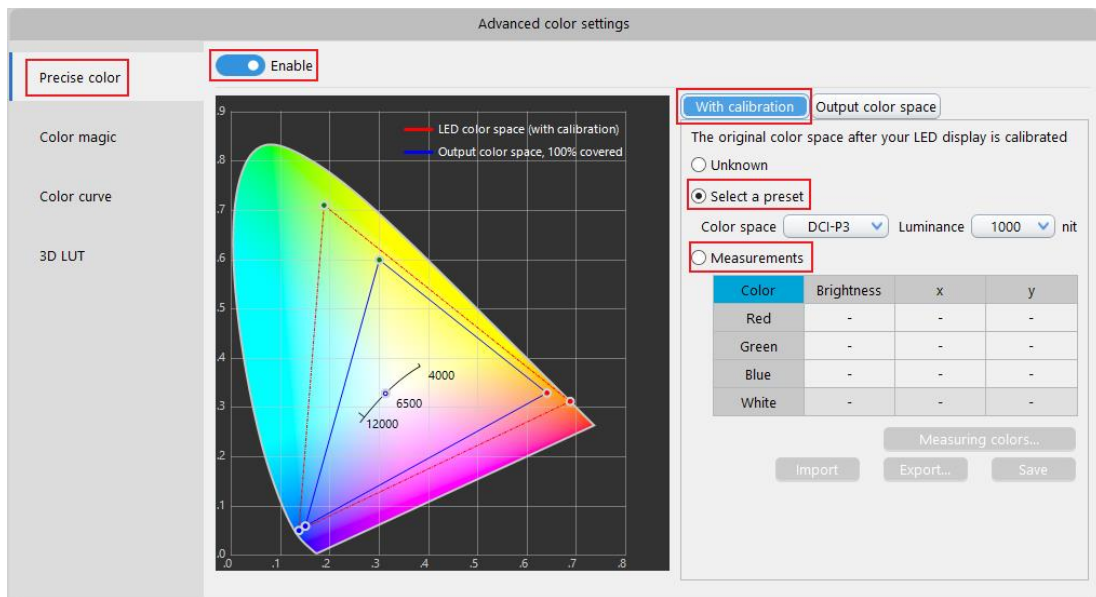 Advanced color settings
Precise color
Color magic
Color curve
3D LUT
Enable
.9
.8
.7
.6
.5
.4
.3
.2
.1
.0
.0 .1 .2 .3 .4 .5 .6 .7 .8
LED color space (with calibration)
Output color space, 100% covered
4000
6500
12000
With calibration Output color space
The original color space after your LED display is calibrated
Unknown
Select a preset
Color space DCI-P3 Luminance 1000 nit
Measurements
Color Brightness x y
Red - - -
Green - - -
Blue - - -
White - - -
Measuring colors...
Import Export... Save